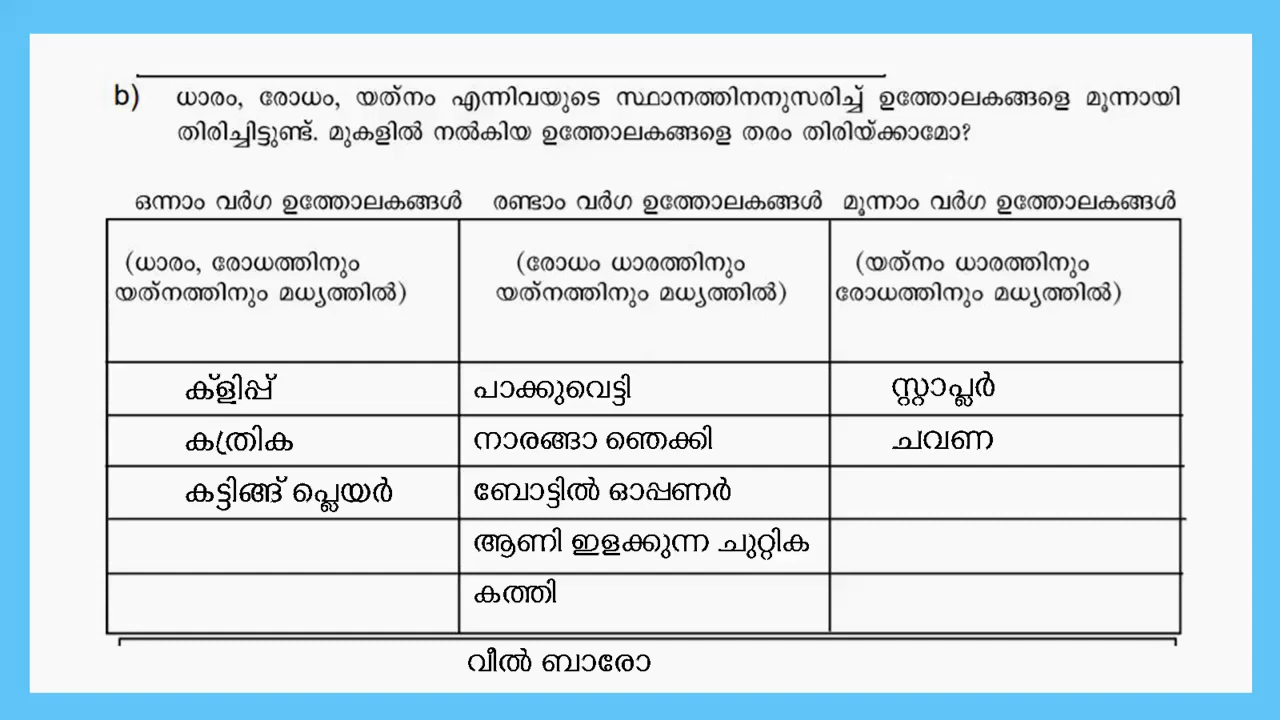 b) ധാരം, രോധം, യത്നം എന്നിവയുടെ സ്ഥാനത്തിനനുസരിച്ച് ഉത്തോലകങ്ങളെ മൂന്നായി
തിരിച്ചിട്ടുണ്ട്. മുകളിൽ നൽകിയ ഉത്തോലകങ്ങളെ തരം തിരിയ്ക്കാമോ?
ഒന്നാം വർഗ ഉത്തോലകങ്ങൾ രണ്ടാം വർഗ ഉത്തോലകങ്ങൾ മൂന്നാം വർഗ ഉത്തോലകങ്ങൾ
(ധാരം, രോധത്തിനും (രോധം ധാരത്തിനും (യത്നം ധാരത്തിനും
യത്നത്തിനും മധ്യത്തിൽ) യത്നത്തിനും മധ്യത്തിൽ) രോധത്തിനും മധ്യത്തിൽ)
ക്ളിപ്പ് പാക്കുവെട്ടി സ്റ്റാപ്ലർ
കത്രിക നാരങ്ങാ ഞെക്കി ചവണ
കട്ടിങ്ങ് പ്ലെയർ ബോട്ടിൽ ഓപ്പണർ
ആണി ഇളക്കുന്ന ചുറ്റിക
കത്തി
വീൽ ബാരോ